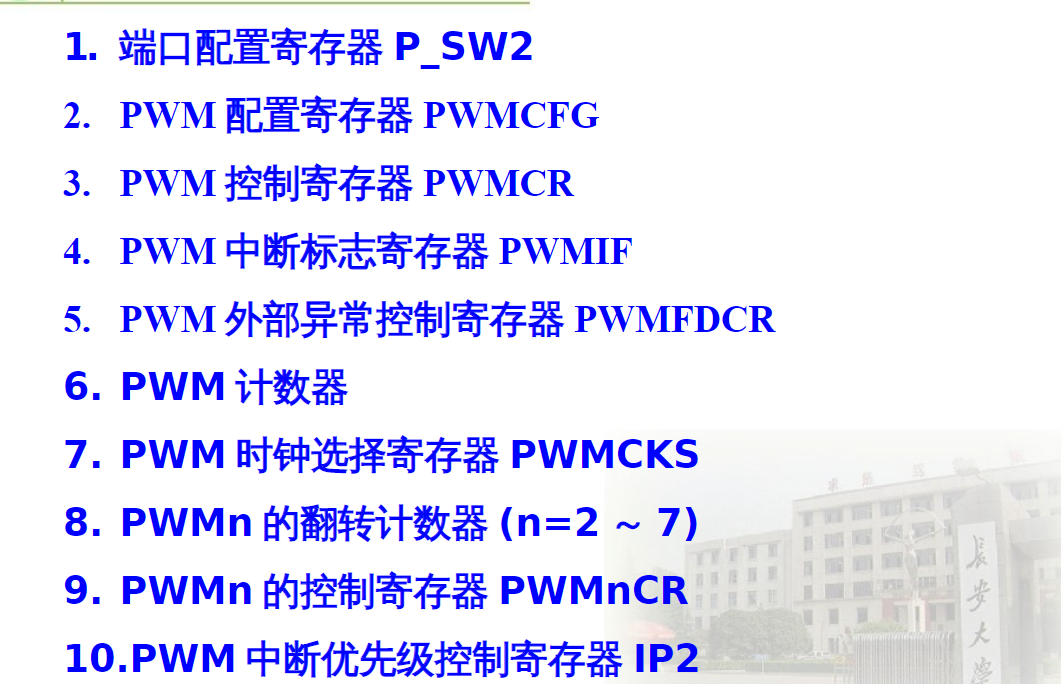 1. 端口配置寄存器 P_SW2
2. PWM 配置寄存器 PWMCFG
3. PWM 控制寄存器 PWMCR
4. PWM 中断标志寄存器 PWMIF
5. PWM 外部异常控制寄存器 PWMFDCR
6. PWM 计数器
7. PWM 时钟选择寄存器 PWMCKS
8. PWMn 的翻转计数器 (n=2 ～ 7)
9. PWMn 的控制寄存器 PWMnCR
10.PWM 中断优先级控制寄存器 IP2
长安大学